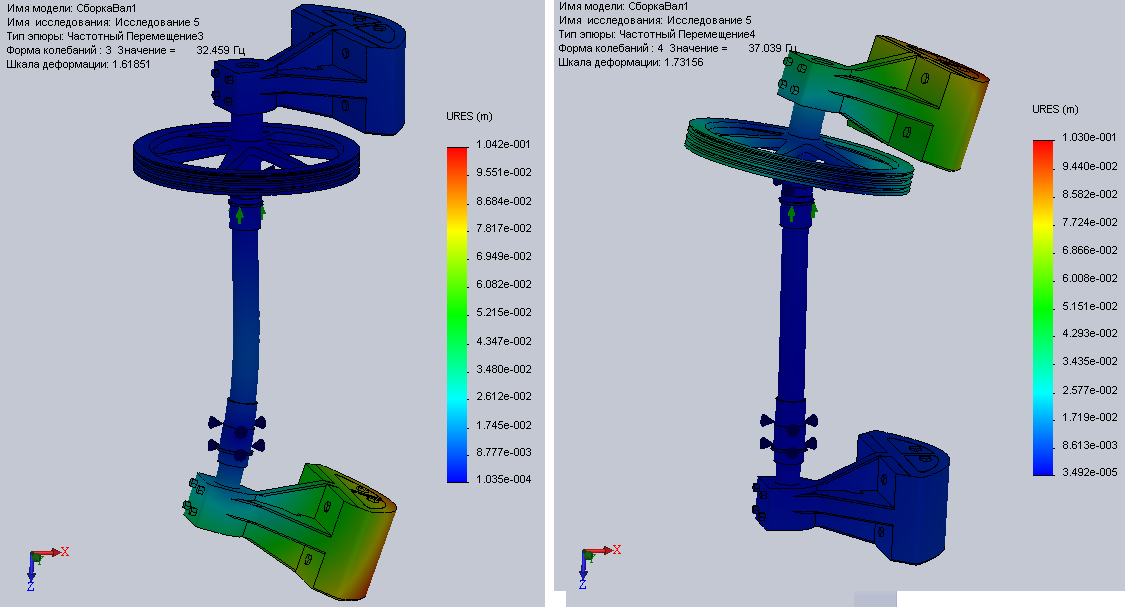 Имя модели: СборкаВал1
Имя исследования: Исследование 5
Тип эпюры: Частотный Перемещение3
Форма колебаний : 3 Значение = 32.459 Гц
Шкала деформации: 1.61851
URES (m)
1.042e-001
9.551e-002
8.684e-002
7.817e-002
6.949e-002
6.082e-002
5.215e-002
4.347e-002
3.480e-002
2.612e-002
1.745e-002
8.777e-003
1.035e-004
X
Y
Z
Имя модели: СборкаВал1
Имя исследования: Исследование 5
Тип эпюры: Частотный Перемещение4
Форма колебаний : 4 Значение = 37.039 Гц
Шкала деформации: 1.73156
URES (m)
1.030e-001
9.440e-002
8.582e-002
7.724e-002
6.866e-002
6.008e-002
5.151e-002
4.293e-002
3.435e-002
2.577e-002
1.719e-002
8.613e-003
3.492e-005
X
Y
Z